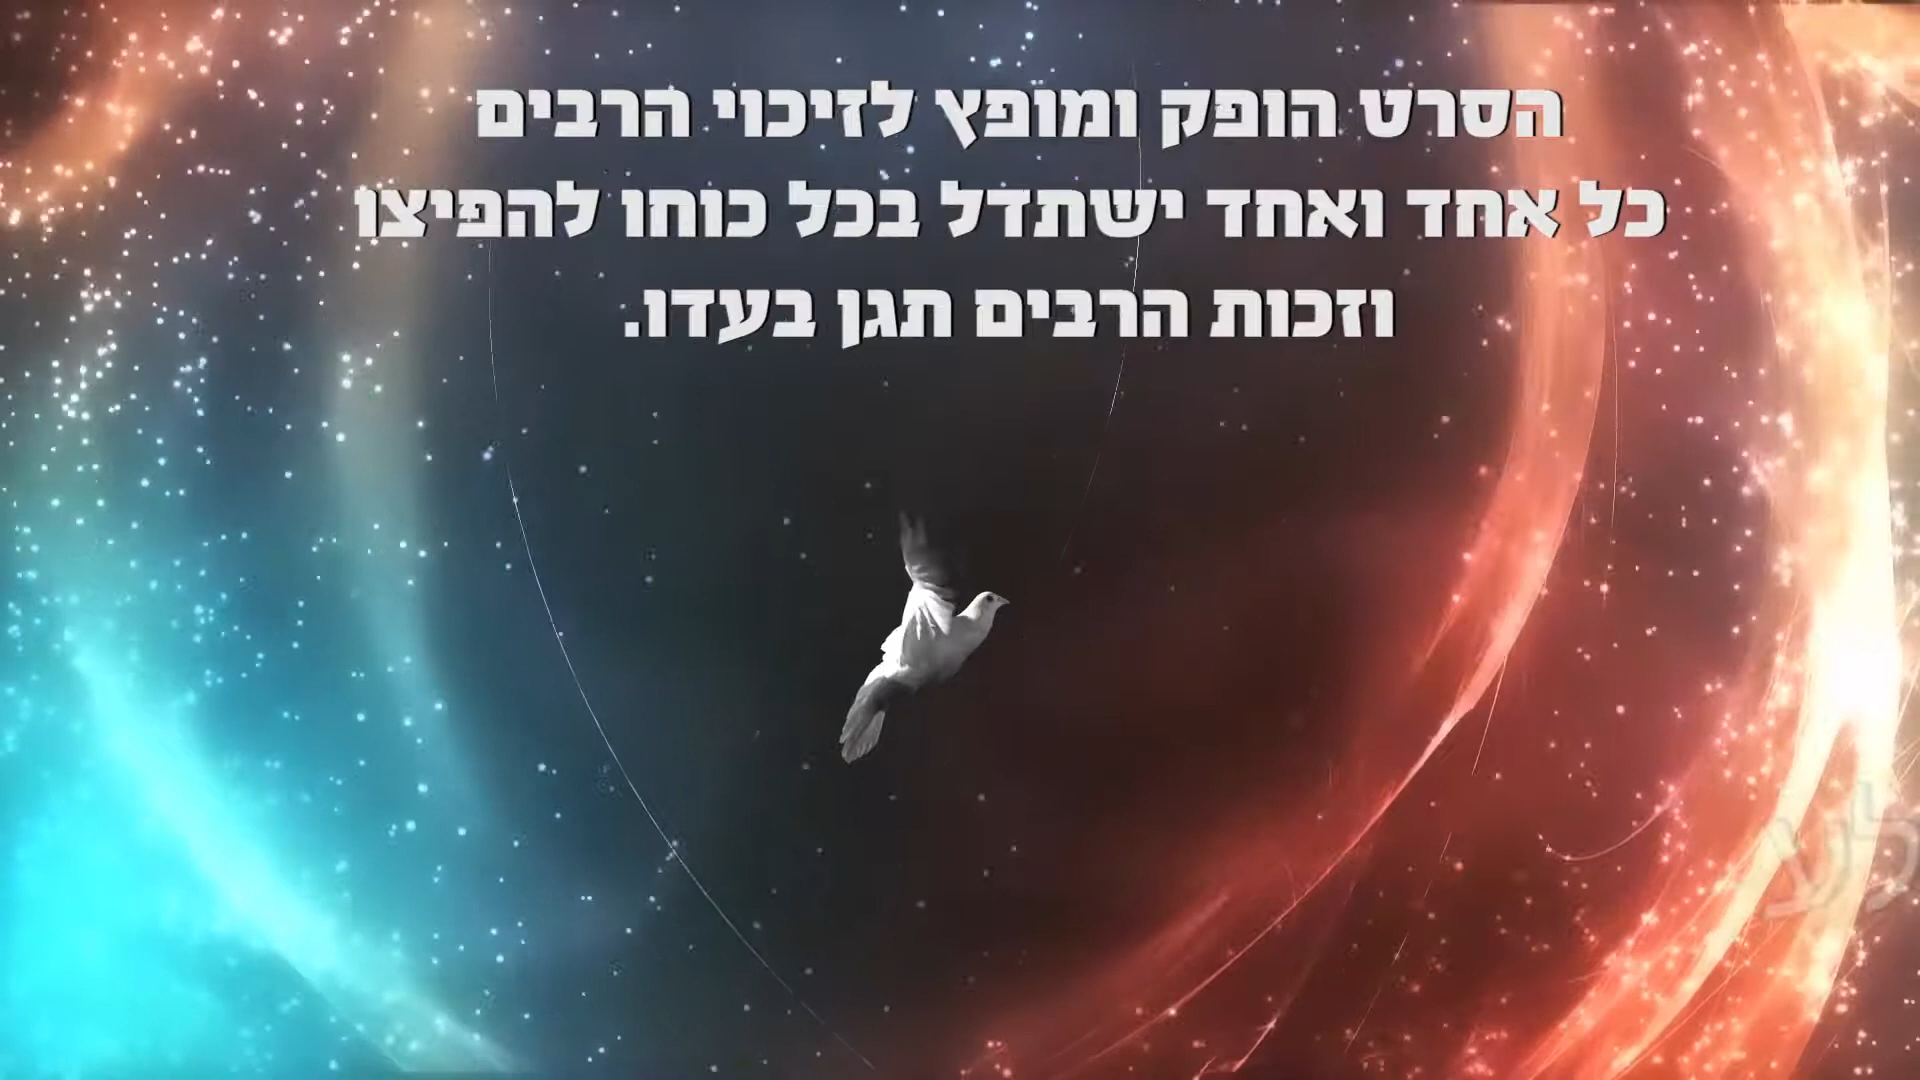 הסרט הופק ומופץ לזיכוי הרבים
כל אחד ואחד ישתדל בכל כוחו להפיצו
וזכות הרבים תגן בעדו.